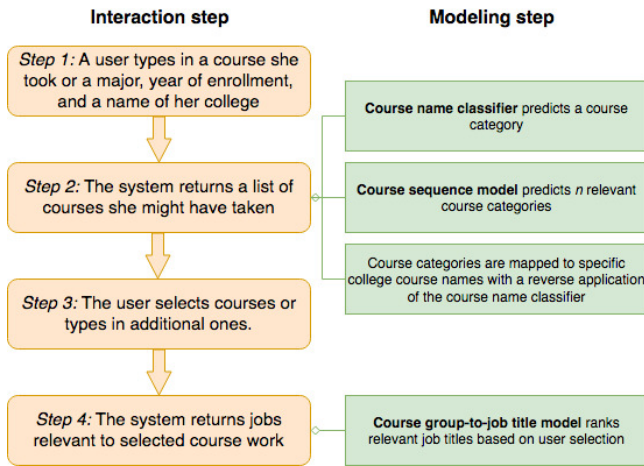 Interaction step
Modeling step
Step 1: A user types in a course she
took or a major, year of enrollment,
and a name of her college
Course name classifier predicts a course
category
Step 2: The system returns a list of
courses she might have taken
Course sequence model predicts n relevant
course categories
Course categories are mapped to specific
college course names with a reverse application
of the course name classifier
Step 3: The user selects courses or
types in additional ones.
Step 4: The system returns jobs
relevant to selected course work
Course group-to-job title model ranks
relevant job titles based on user selection